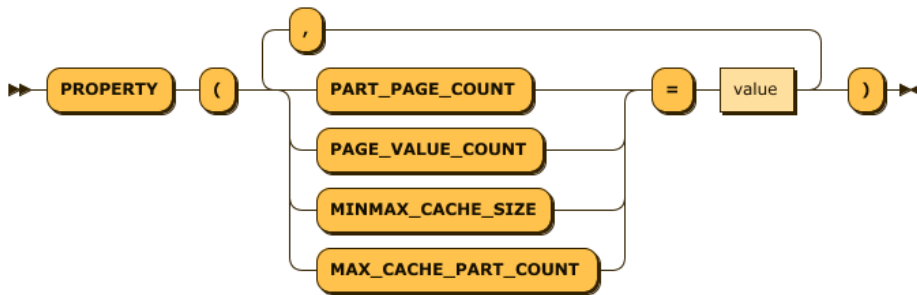 ,
PROPERTY ( PART_PAGE_COUNT = value )
PAGE_VALUE_COUNT
MINMAX_CACHE_SIZE
MAX_CACHE_PART_COUNT